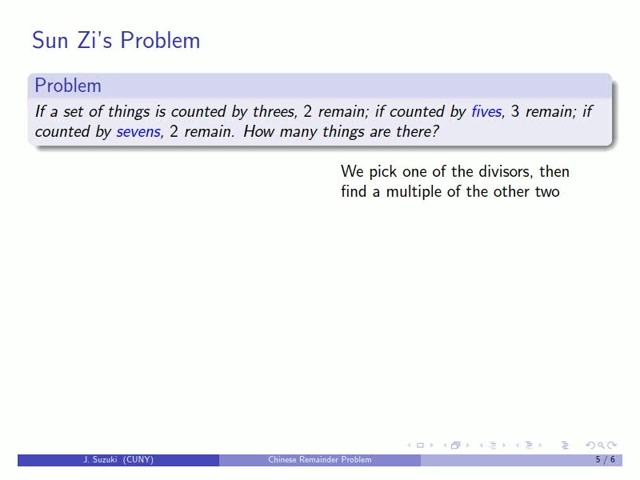 Sun Zi's Problem
Problem
If a set of things is counted by threes, 2 remain; if counted by fives, 3 remain; if
counted by sevens, 2 remain. How many things are there?
We pick one of the divisors, then
find a multiple of the other two
J. Suzuki (CUNY)
Chinese Remainder Problem
5 / 6